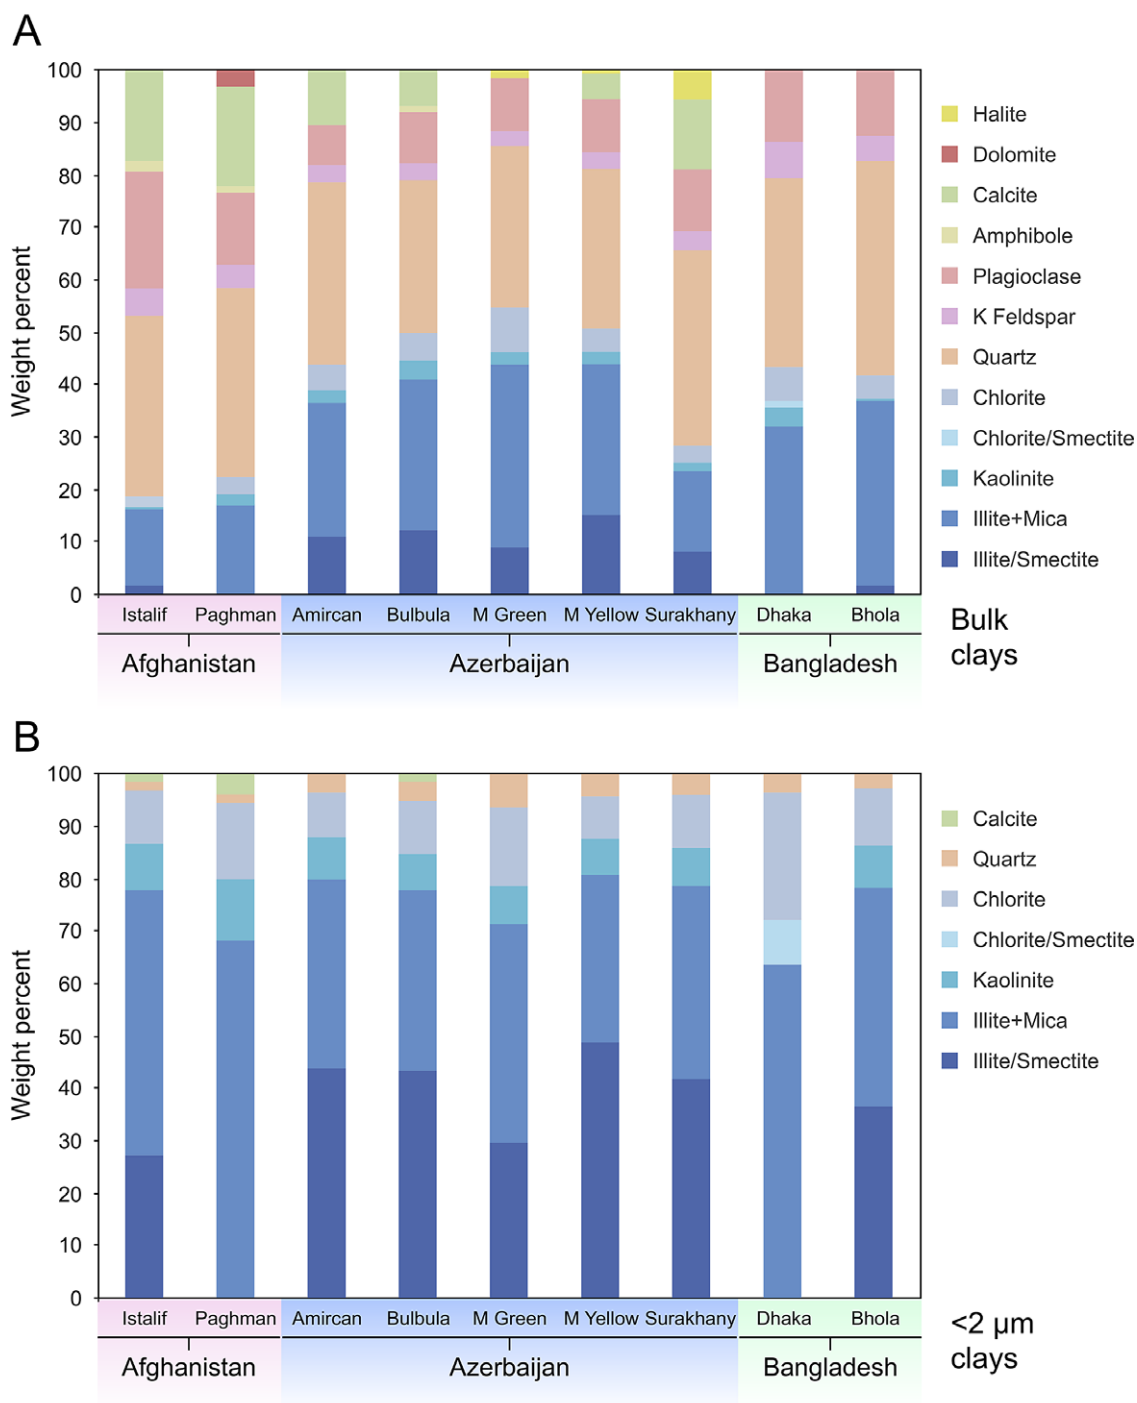 A
100
90
80
70
60
50
40
30
20
10
0
Weight percent
Halite
Dolomite
Calcite
Amphibole
Plagioclase
K Feldspar
Quartz
Chlorite
Chlorite/Smectite
Kaolinite
Illite+Mica
Illite/Smectite
Istalif Paghman Amircan Bulbula M Green M Yellow Surakhany Dhaka Bhola
Afghanistan Azerbaijan Bangladesh
Bulk
clays
B
100
90
80
70
60
50
40
30
20
10
0
Weight percent
Calcite
Quartz
Chlorite
Chlorite/Smectite
Kaolinite
Illite+Mica
Illite/Smectite
Istalif Paghman Amircan Bulbula M Green M Yellow Surakhany Dhaka Bhola
Afghanistan Azerbaijan Bangladesh
<2 μm
clays